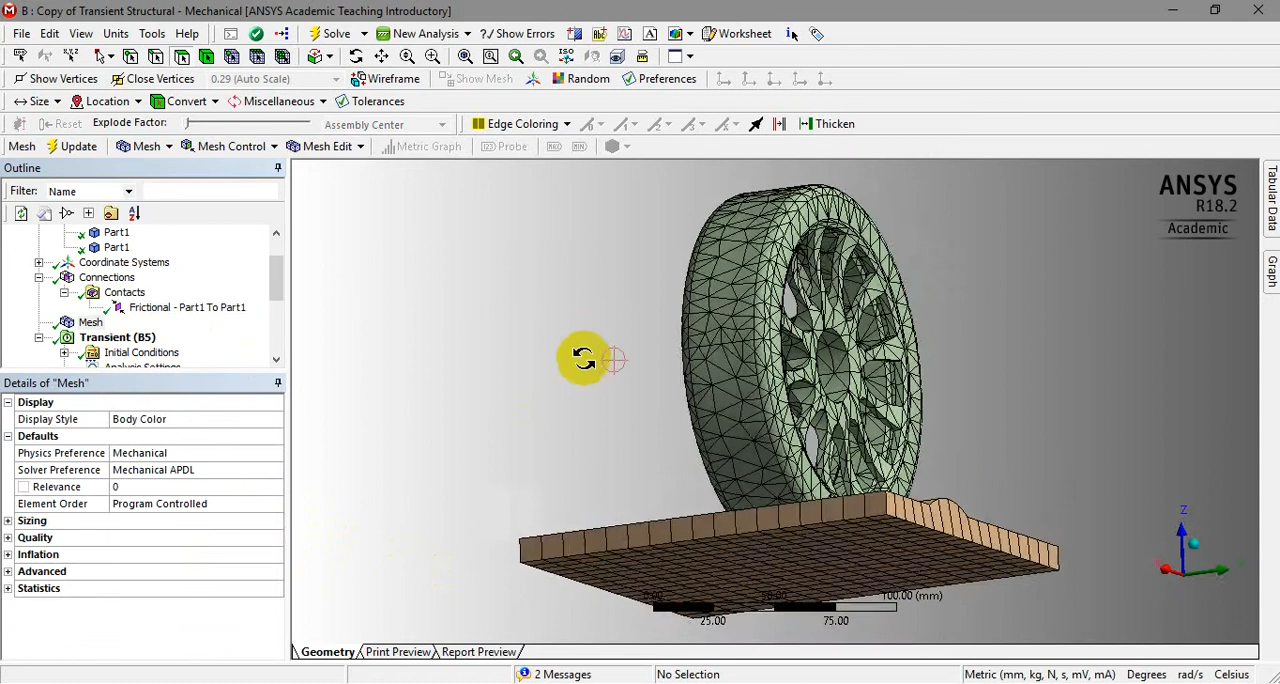 B : Copy of Transient Structural - Mechanical [ANSYS Academic Teaching Introductory]
File Edit View Units Tools Help Solve New Analysis ? Show Errors Worksheet
Show Vertices Close Vertices 0.29 (Auto Scale) Wireframe Show Mesh Random Preferences
Size Location Convert Miscellaneous Tolerances
Reset Explode Factor: Assembly Center Edge Coloring Thicken
Mesh Update Mesh Mesh Control Mesh Edit Metric Graph Probe
Outline
Filter: Name
Part1
Part1
Coordinate Systems
Connections
Contacts
Frictional - Part1 To Part1
Mesh
Transient (B5)
Initial Conditions
Analysis Settings
Details of "Mesh"
Display
Display Style Body Color
Defaults
Physics Preference Mechanical
Solver Preference Mechanical APDL
Relevance 0
Element Order Program Controlled
Sizing
Quality
Inflation
Advanced
Statistics
ANSYS
R18.2
Academic
Tabular Data
Graph
Z
100.00 (mm)
25.00 75.00
Geometry Print Preview Report Preview
2 Messages No Selection Metric (mm, kg, N, s, mV, mA) Degrees rad/s Celsius